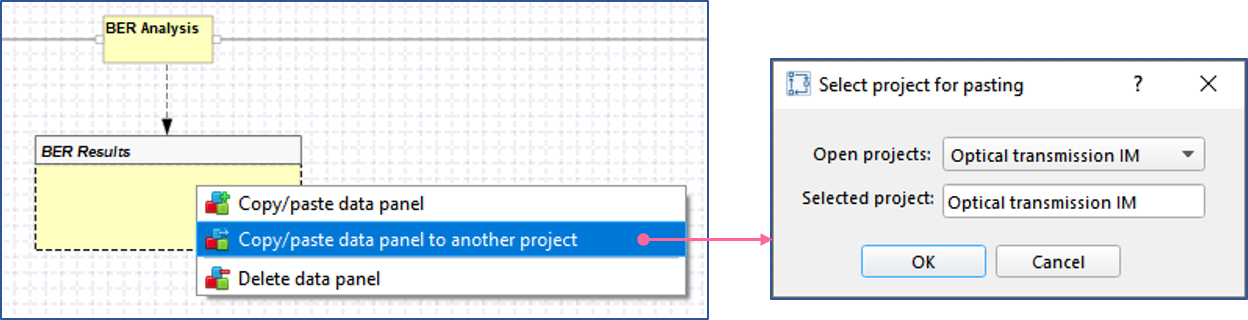 BER Analysis
BER Results
Copy/paste data panel
Copy/paste data panel to another project
Delete data panel
Select project for pasting
?
Open projects: Optical transmission IM
Selected project: Optical transmission IM
OK Cancel